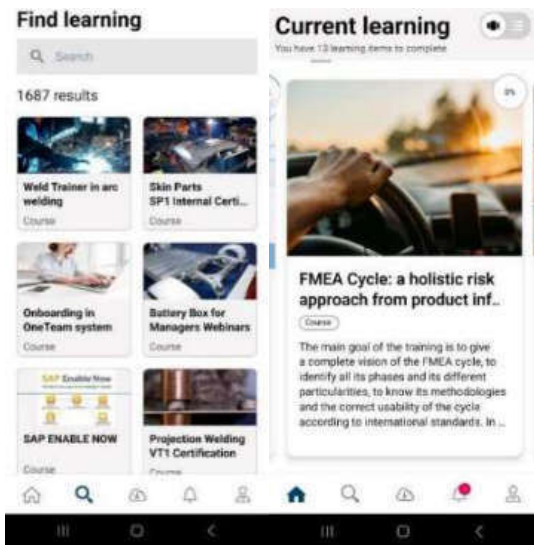 Find learning
Search
1687 results
Weld Trainer in arc
welding
Course
Skin Parts
SP1 Internal Certi...
Course
Onboarding in
OneTeam system
Course
Battery Box for
Managers Webinars
Course
SAP Enable Now
SAP ENABLE NOW
Course
Projection Welding
VT1 Certification
Course
Current learning
You have 13 learning items to complete
0%
FMEA Cycle: a holistic risk
approach from product inf..
Course
The main goal of the training is to give
a complete vision of the FMEA cycle, to
identify all its phases and its different
particularities, to know its methodologies
and the correct usability of the cycle
according to international standards. In ...